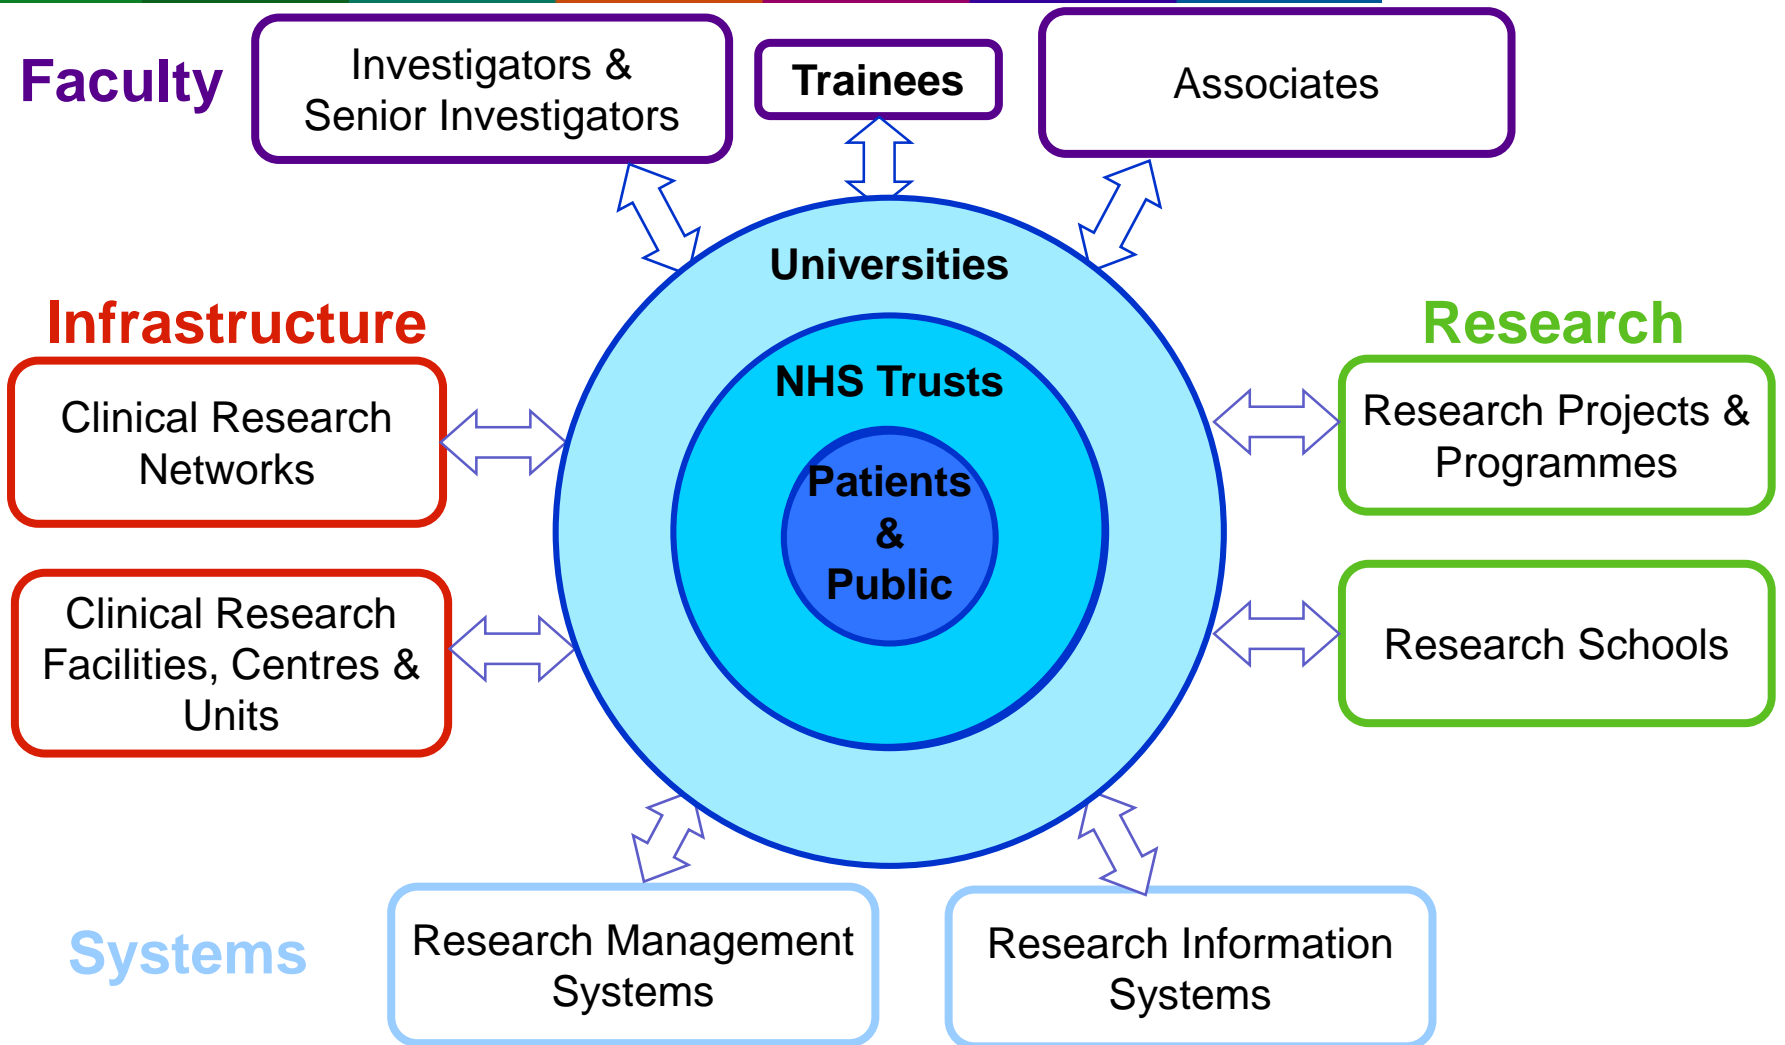 Faculty
Investigators &
Senior Investigators
Trainees
Associates
Universities
Infrastructure
Research
NHS Trusts
Clinical Research
Networks
Research Projects &
Programmes
Patients
&
Public
Clinical Research
Facilities, Centres &
Units
Research Schools
Systems
Research Management
Systems
Research Information
Systems